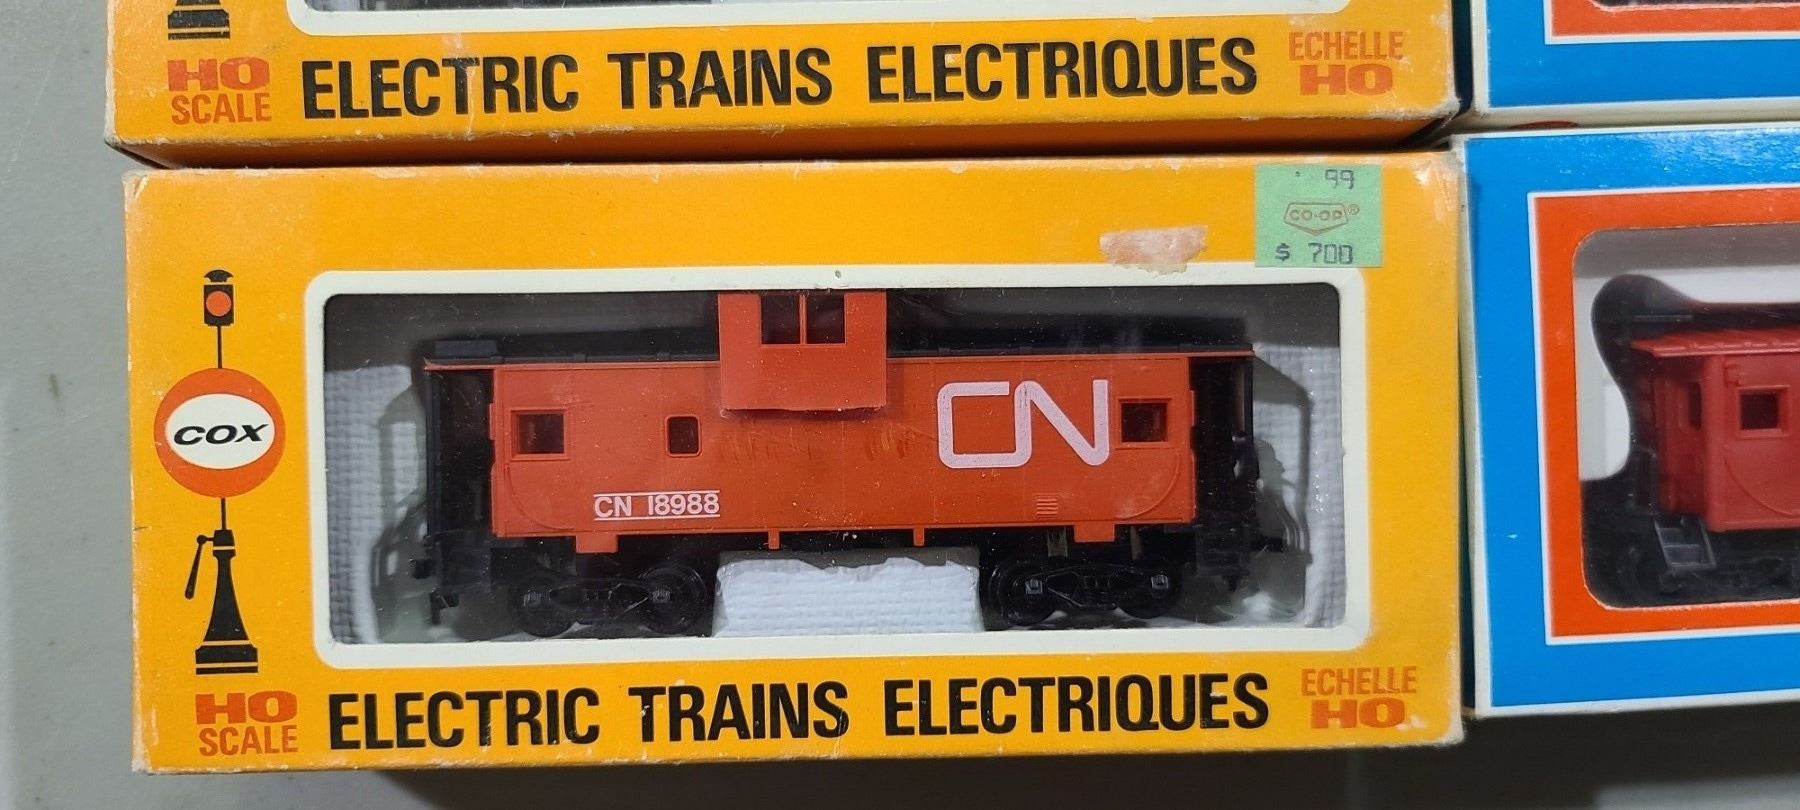 HO
SCALE
ELECTRIC TRAINS ELECTRIQUES
ECHELLE
HO
99
CO-OP®
$ 700
COX
CN
CN 18988
HO
SCALE
ELECTRIC TRAINS ELECTRIQUES
ECHELLE
HO